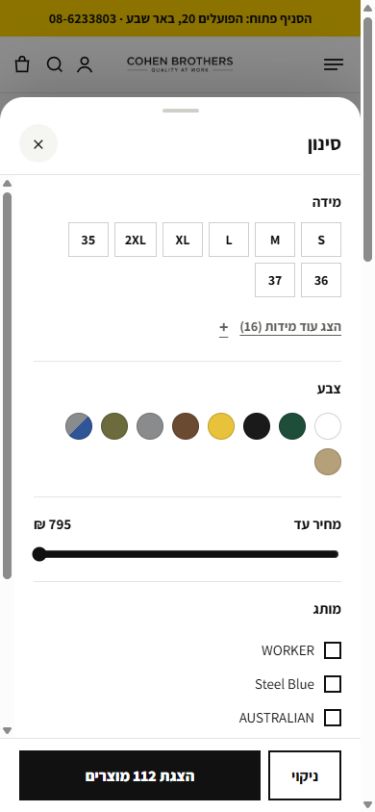 הסניף פתוח: הפועלים 20, באר שבע · 08-6233803
COHEN BROTHERS
QUALITY AT WORK
סינון
×
מידה
S M L XL 2XL 35
36 37
הצג עוד מידות (16) +
צבע
מחיר עד 795 ₪
מותג
WORKER
Steel Blue
AUSTRALIAN
ניקוי הצגת 112 מוצרים